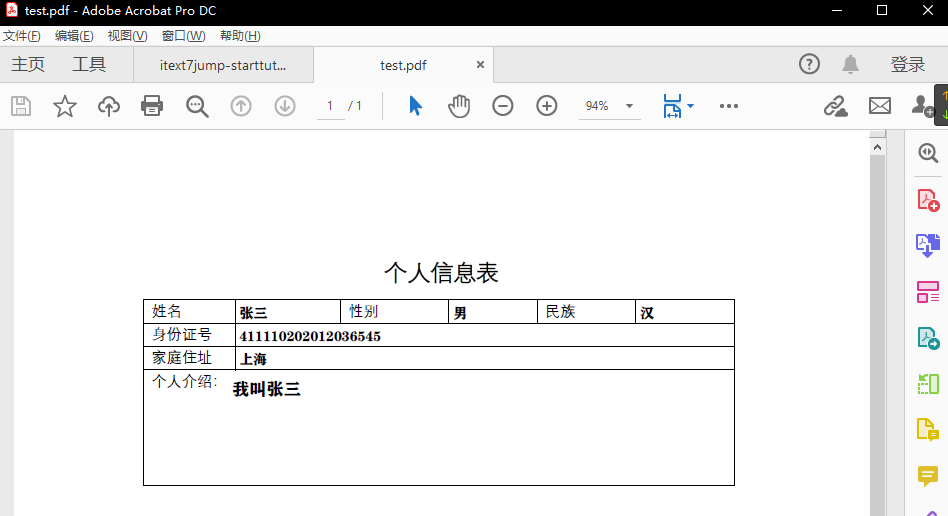 test.pdf - Adobe Acrobat Pro DC
文件(F) 编辑(E) 视图(V) 窗口(W) 帮助(H)
主页 工具 itext7jump-starttut... test.pdf × 登录
1 / 1 94%
个人信息表
姓名 张三 性别 男 民族 汉
身份证号 411110202012036545
家庭住址 上海
个人介绍: 我叫张三